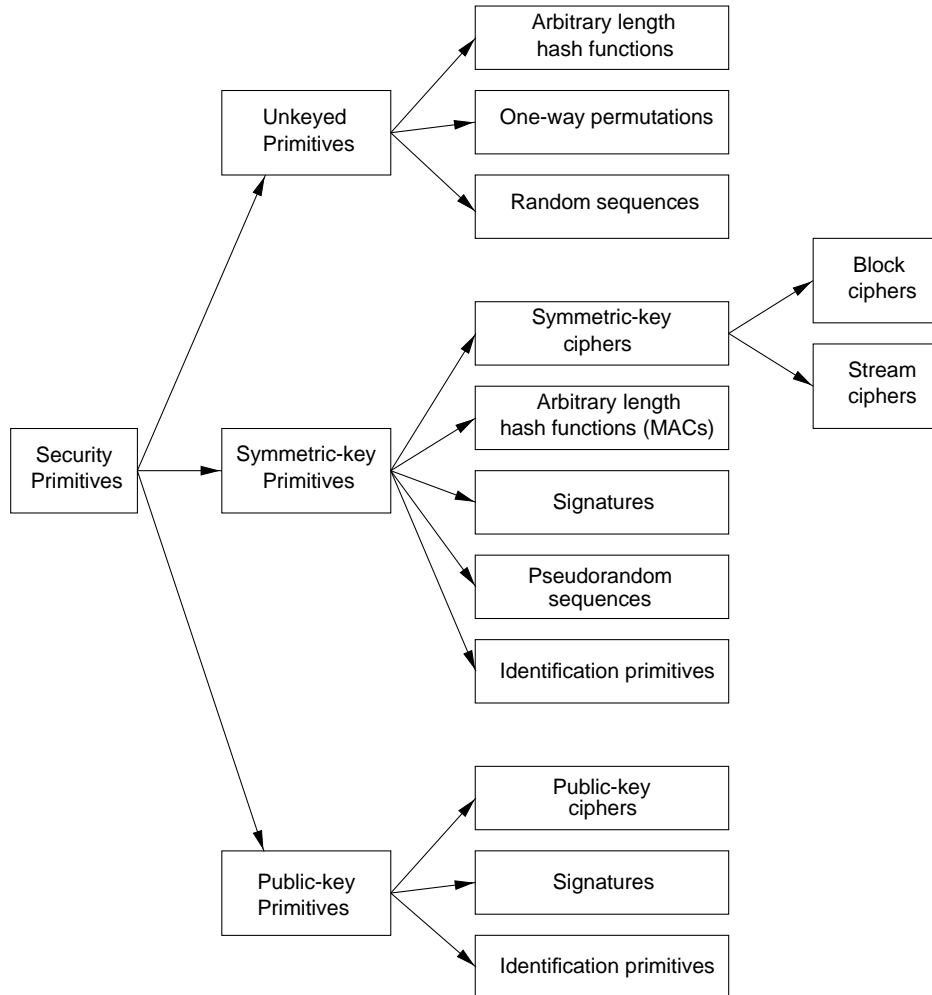 Arbitrary length
hash functions
Unkeyed
Primitives
One-way permutations
Random sequences
Block
ciphers
Symmetric-key
ciphers
Stream
ciphers
Arbitrary length
hash functions (MACs)
Security
Primitives
Symmetric-key
Primitives
Signatures
Pseudorandom
sequences
Identification primitives
Public-key
ciphers
Public-key
Primitives
Signatures
Identification primitives